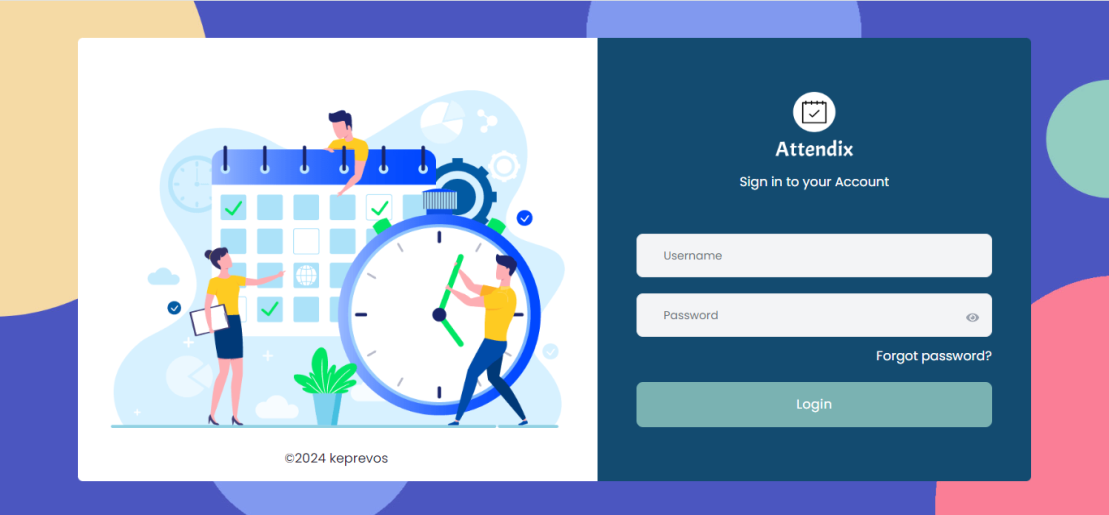 Attendix
Sign in to your Account
Username
Password
Forgot password?
Login
©2024 keprevos